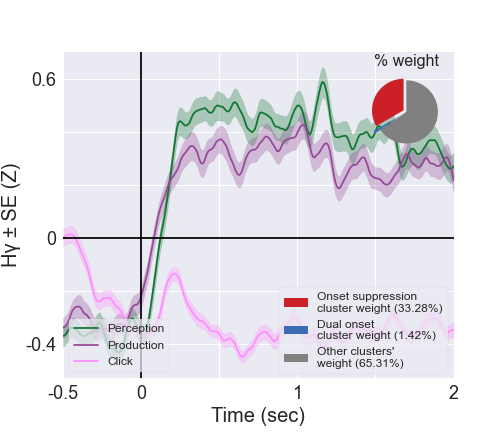 % weight
Hγ ± SE (Z)
0.6
0
-0.4
Perception
Production
Click
Onset suppression
cluster weight (33.28%)
Dual onset
cluster weight (1.42%)
Other clusters'
weight (65.31%)
-0.5
0
1
2
Time (sec)